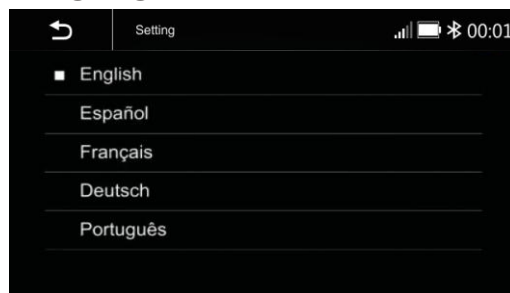 Setting 00:01
English
Español
Français
Deutsch
Português